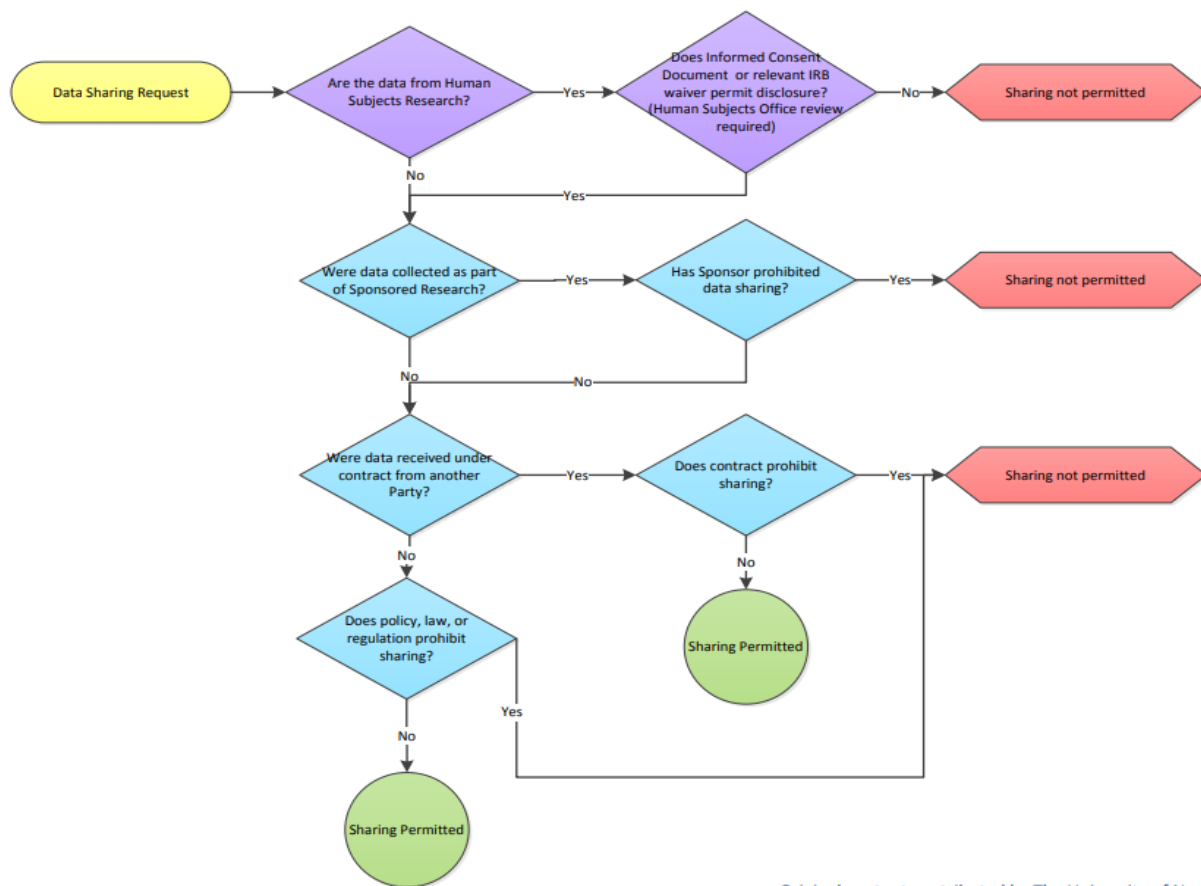 Data Sharing Request
Are the data from Human
Subjects Research?
Yes
Does Informed Consent
Document or relevant IRB
waiver permit disclosure?
(Human Subjects Office review
required)
No
Sharing not permitted
No
Yes
Were data collected as part
of Sponsored Research?
Yes
Has Sponsor prohibited
data sharing?
Yes
Sharing not permitted
No
No
Were data received under
contract from another
Party?
Yes
Does contract prohibit
sharing?
Yes
Sharing not permitted
No
No
Does policy, law, or
regulation prohibit
sharing?
Sharing Permitted
Yes
No
Sharing Permitted